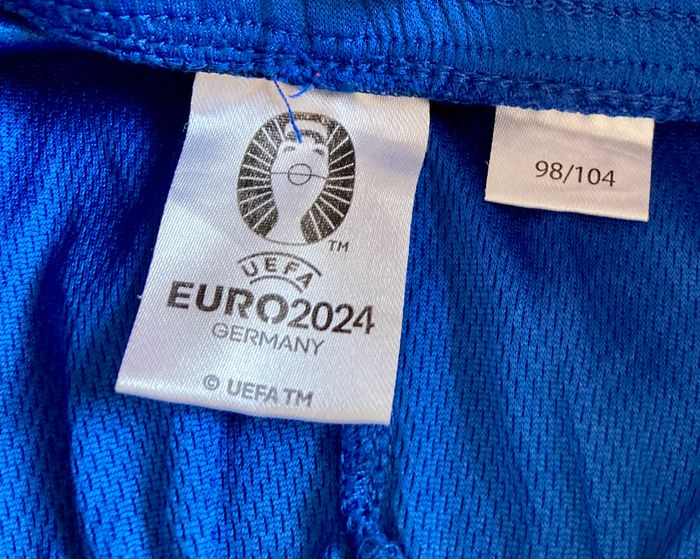 TM
UEFA
EURO2024
GERMANY
© UEFA TM
98/104